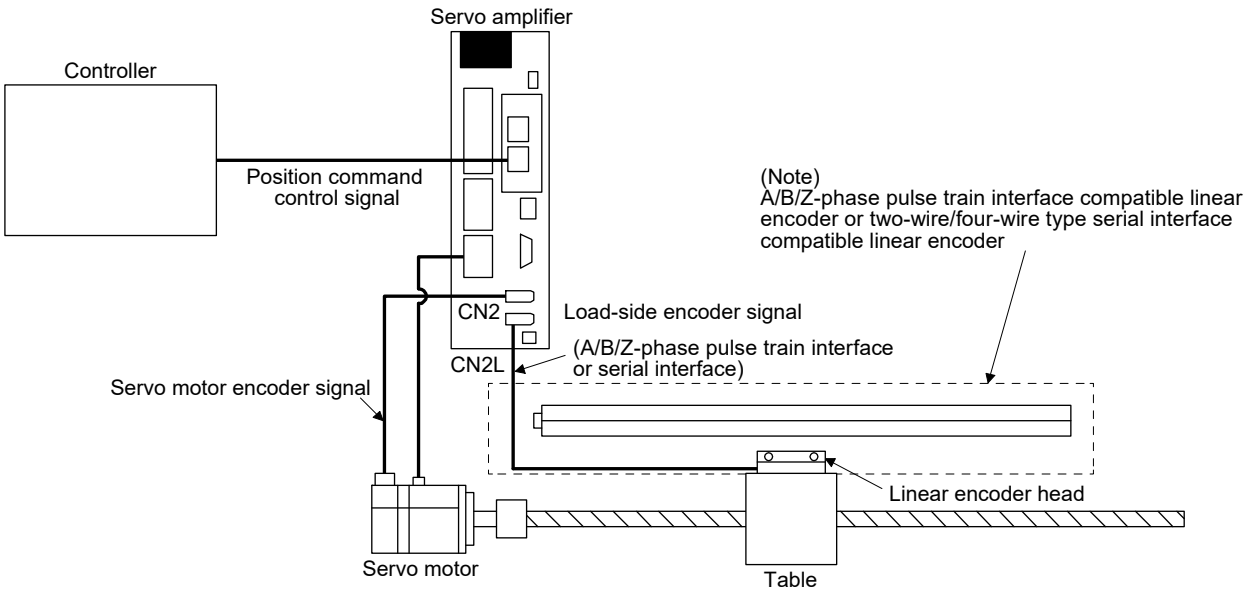 Servo amplifier
Controller
Position command
control signal
(Note)
A/B/Z-phase pulse train interface compatible linear
encoder or two-wire/four-wire type serial interface
compatible linear encoder
CN2
Load-side encoder signal
(A/B/Z-phase pulse train interface
or serial interface)
CN2L
Servo motor encoder signal
Linear encoder head
Servo motor
Table